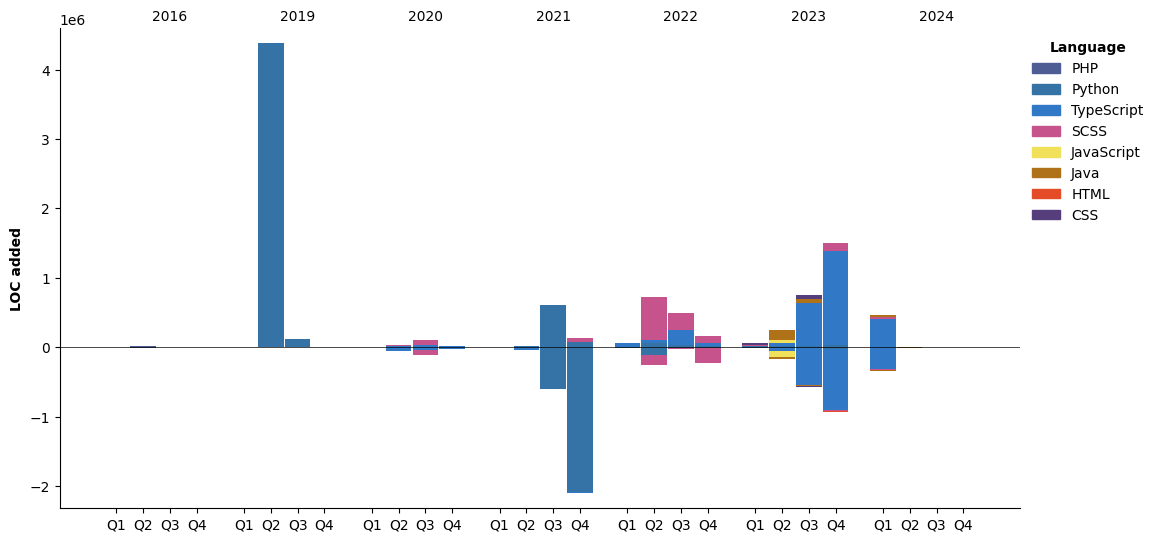 1e6
2016 2019 2020 2021 2022 2023 2024
Language
PHP
Python
TypeScript
SCSS
JavaScript
Java
HTML
CSS
LOC added
4
3
2
1
0
−1
−2
Q1 Q2 Q3 Q4 Q1 Q2 Q3 Q4 Q1 Q2 Q3 Q4 Q1 Q2 Q3 Q4 Q1 Q2 Q3 Q4 Q1 Q2 Q3 Q4 Q1 Q2 Q3 Q4